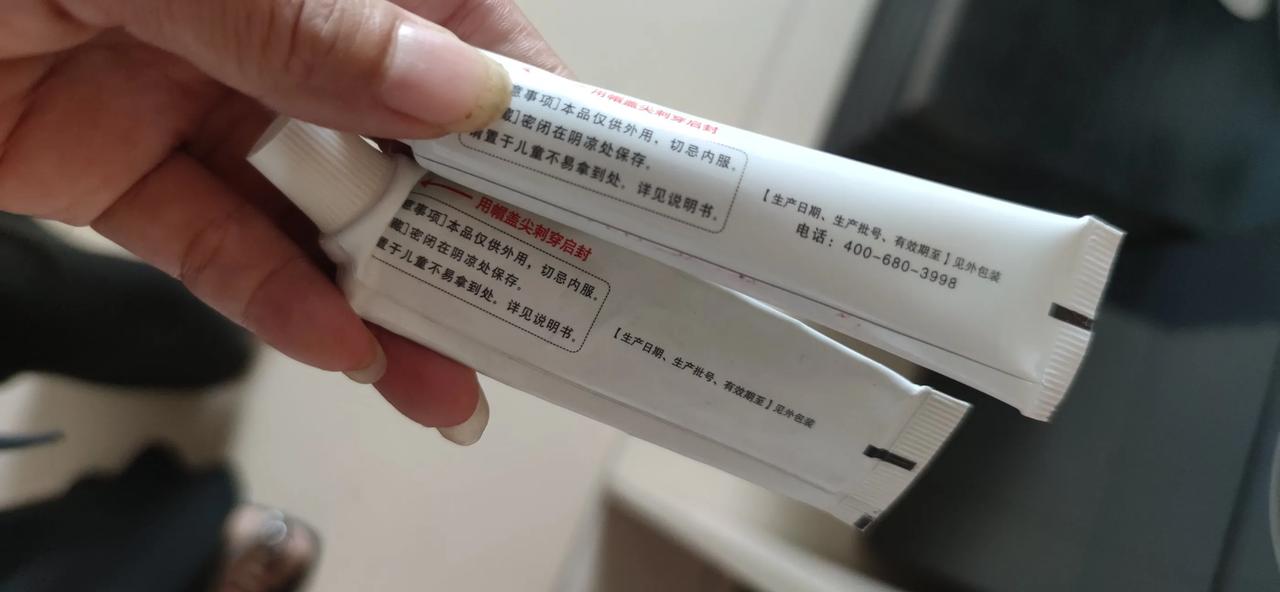 用帽盖尖刺穿启封
意事项]本品仅供外用、切忌内服。
藏]密闭在阴凉处保存。
请置于儿童不易拿到处。详见说明书。
【生产日期、生产批号、有效期至】见外包装
电话：400-680-3998
用帽盖尖刺穿启封
意事项]本品仅供外用，切忌内服。
藏]密闭在阴凉处保存。
置于儿童不易拿到处。详见说明书。
【生产日期、生产批号、有效期至】见外包装